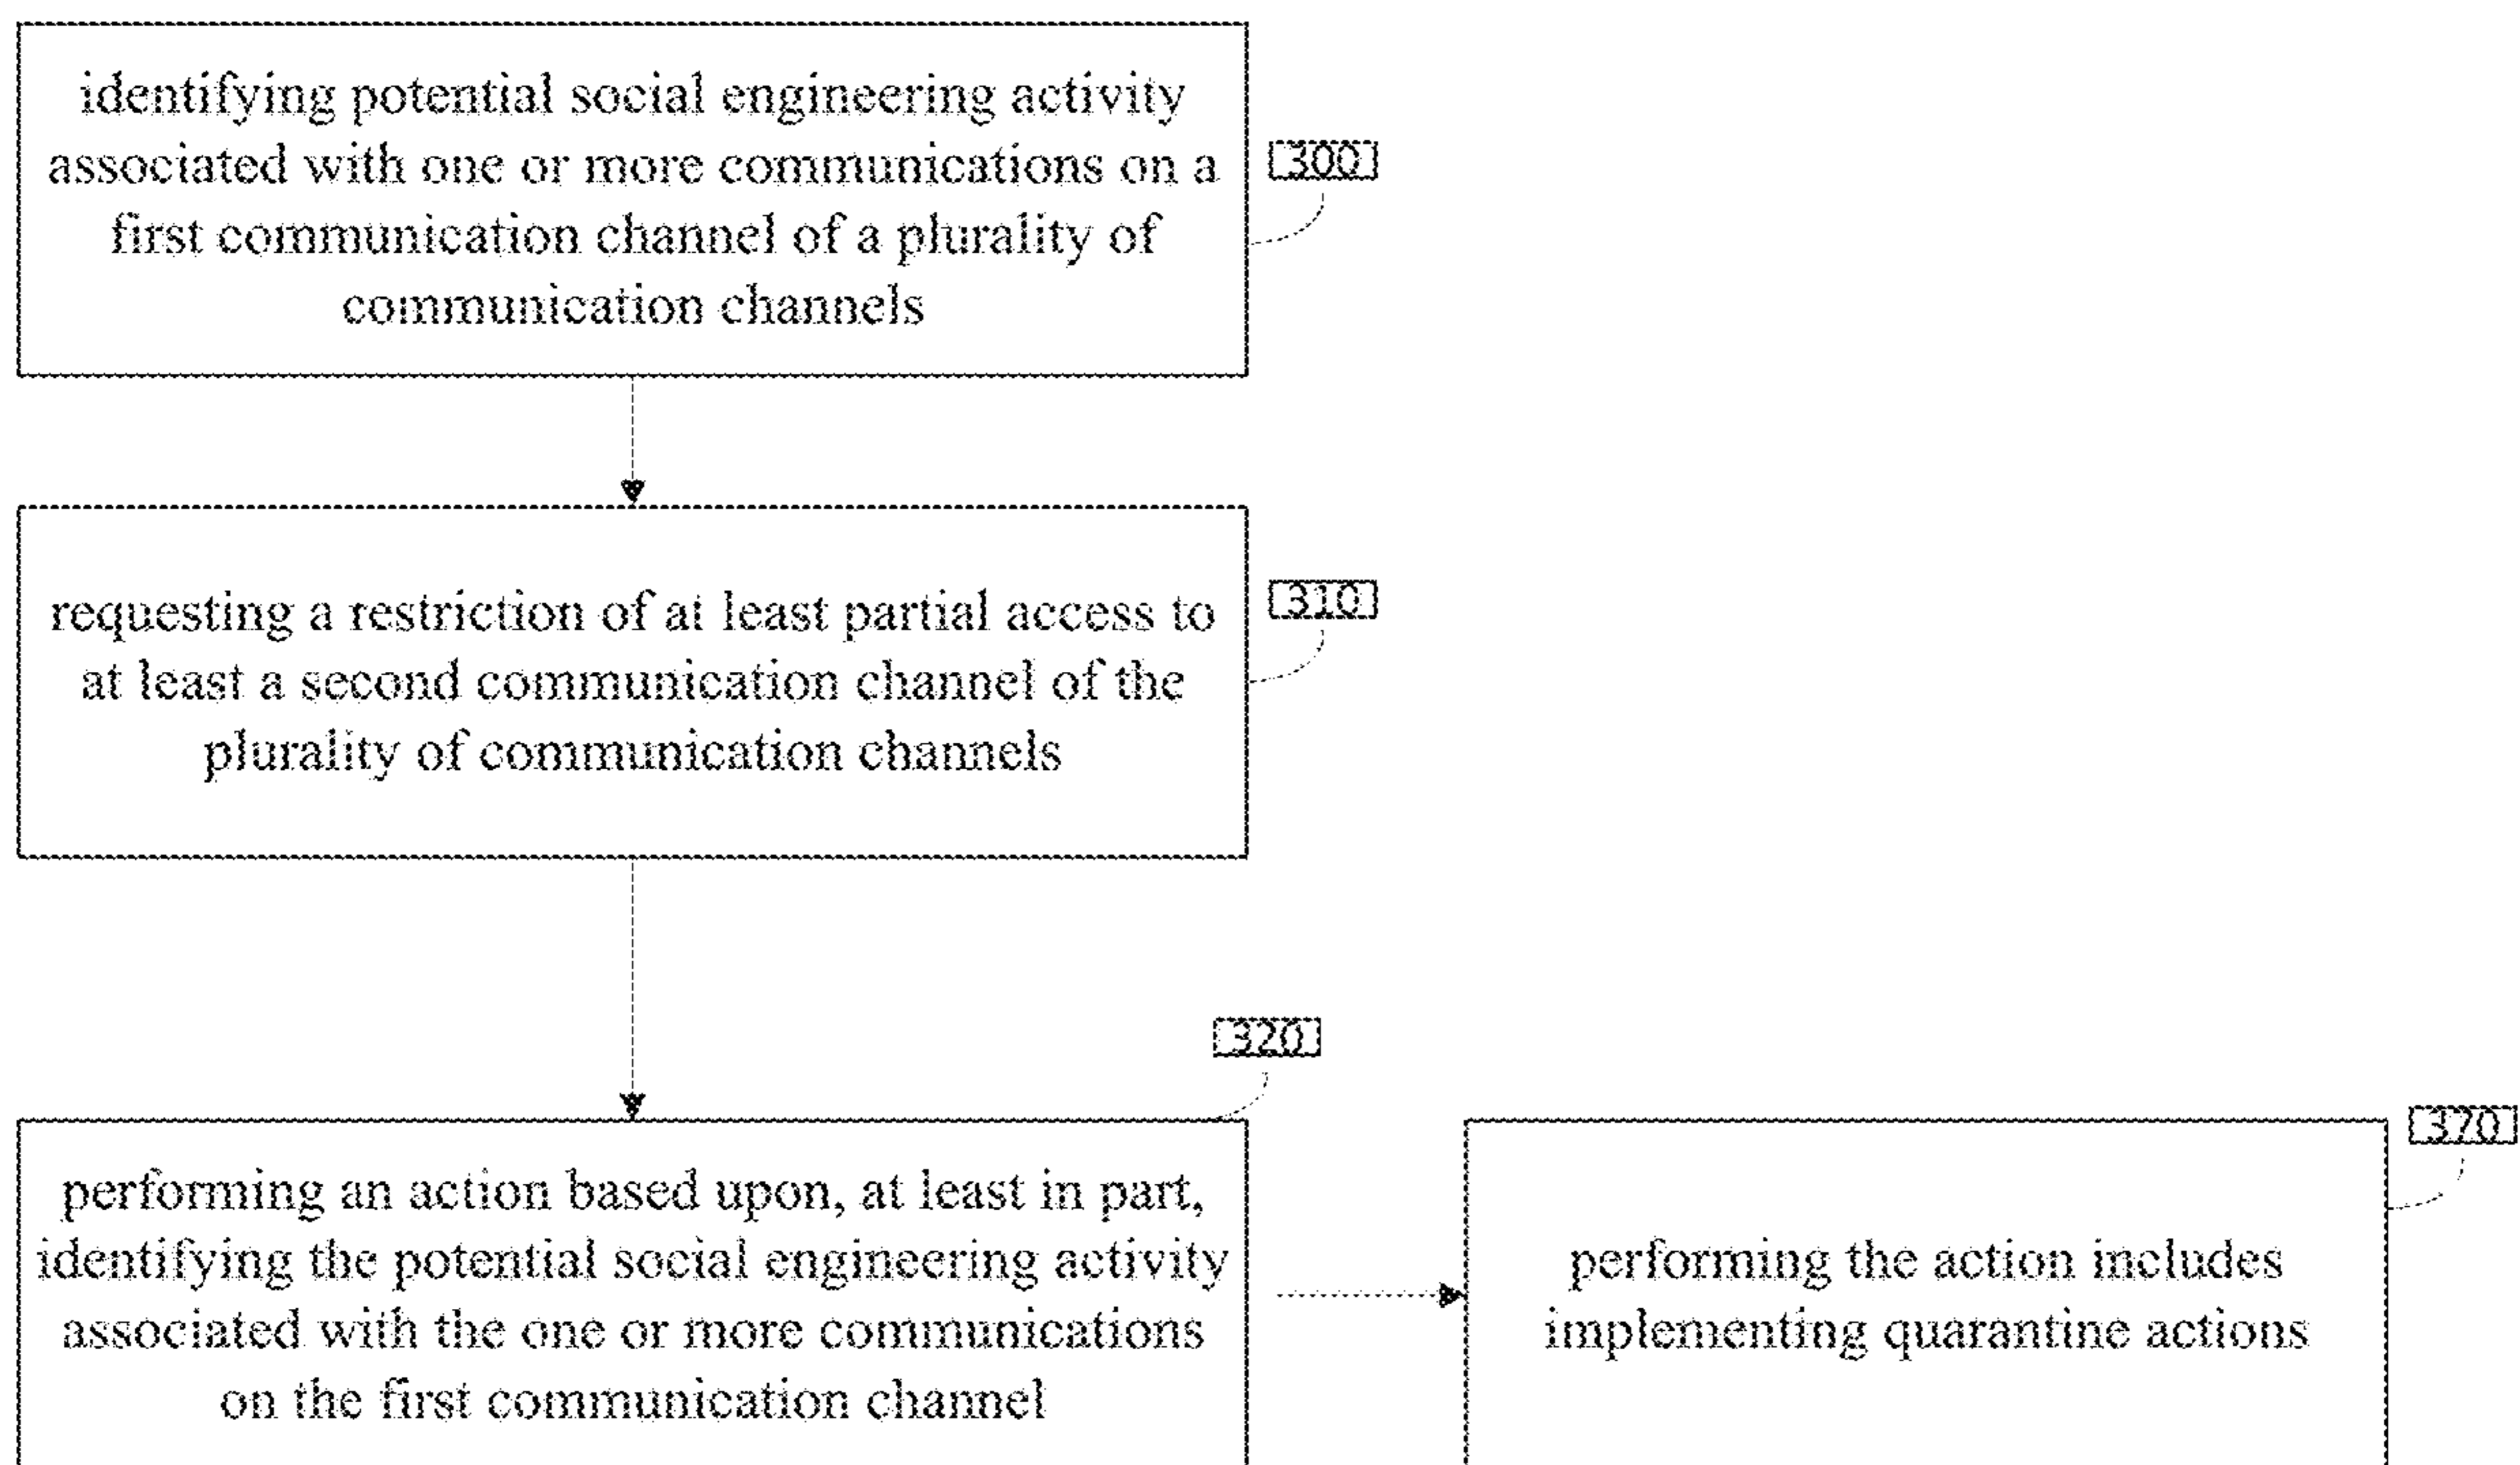 identifying potential social engineering activity
associated with one or more communications on a
first communication channel of a plurality of
communication channels
300
requesting a restriction of at least partial access to
at least a second communication channel of the
plurality of communication channels
310
320
performing an action based upon, at least in part,
identifying the potential social engineering activity
associated with the one or more communications
on the first communication channel
370
performing the action includes
implementing quarantine actions